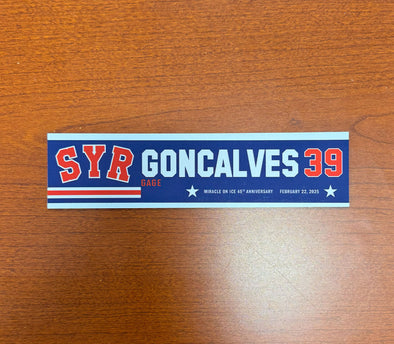 SYR GONCALVES 39
GAGE
MIRACLE ON ICE 45TH ANNIVERSARY FEBRUARY 22, 2025